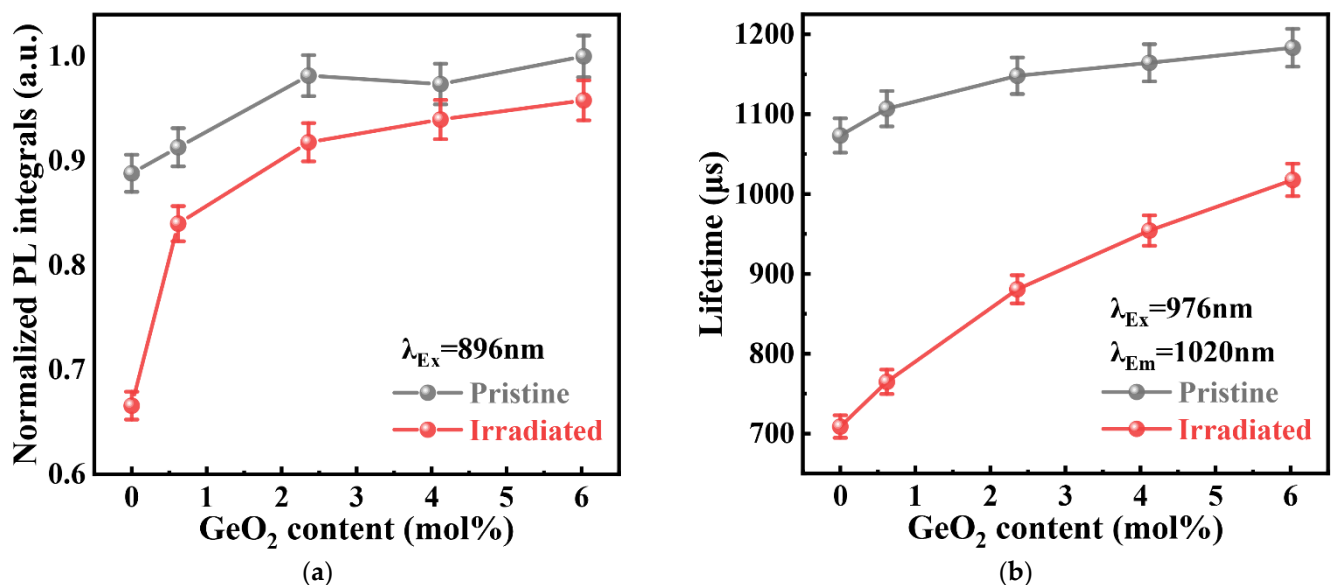 Normalized PL integrals (a.u.)
1.0
0.9
0.8
0.7
0.6
λEx=896nm
Pristine
Irradiated
0 1 2 3 4 5 6
GeO2 content (mol%)
(a)
Lifetime (μs)
1200
1100
1000
900
800
700
λEx=976nm
λEm=1020nm
Pristine
Irradiated
0 1 2 3 4 5 6
GeO2 content (mol%)
(b)